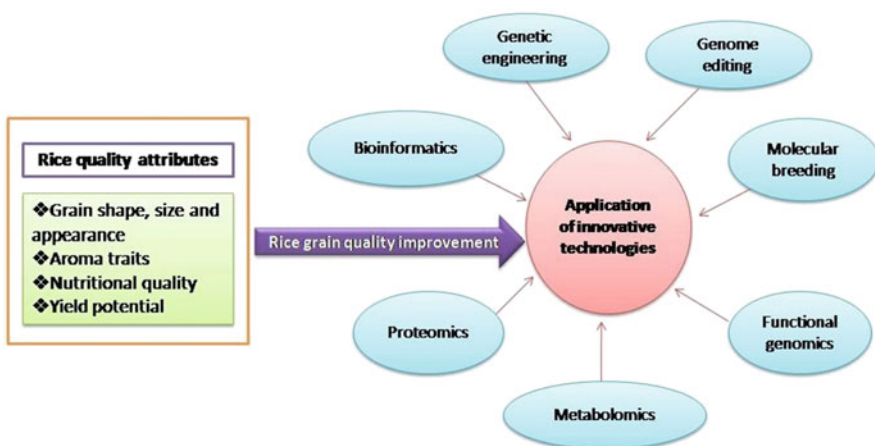 Rice quality attributes
❖Grain shape, size and
appearance
❖Aroma traits
❖Nutritional quality
❖Yield potential
Rice grain quality improvement
Application
of innovative
technologies
Genetic
engineering
Genome
editing
Bioinformatics
Molecular
breeding
Proteomics
Functional
genomics
Metabolomics